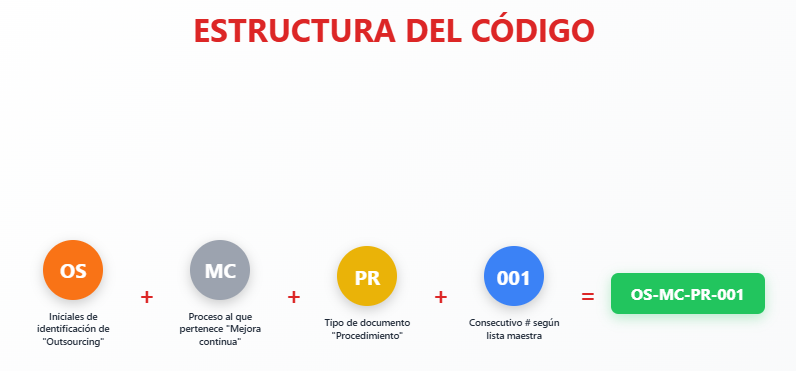 ESTRUCTURA DEL CÓDIGO
OS
Iniciales de
identificación de
"Outsourcing"
+
MC
Proceso al que
pertenece "Mejora
continua"
+
PR
Tipo de documento
"Procedimiento"
+
001
Consecutivo # según
lista maestra
=
OS-MC-PR-001